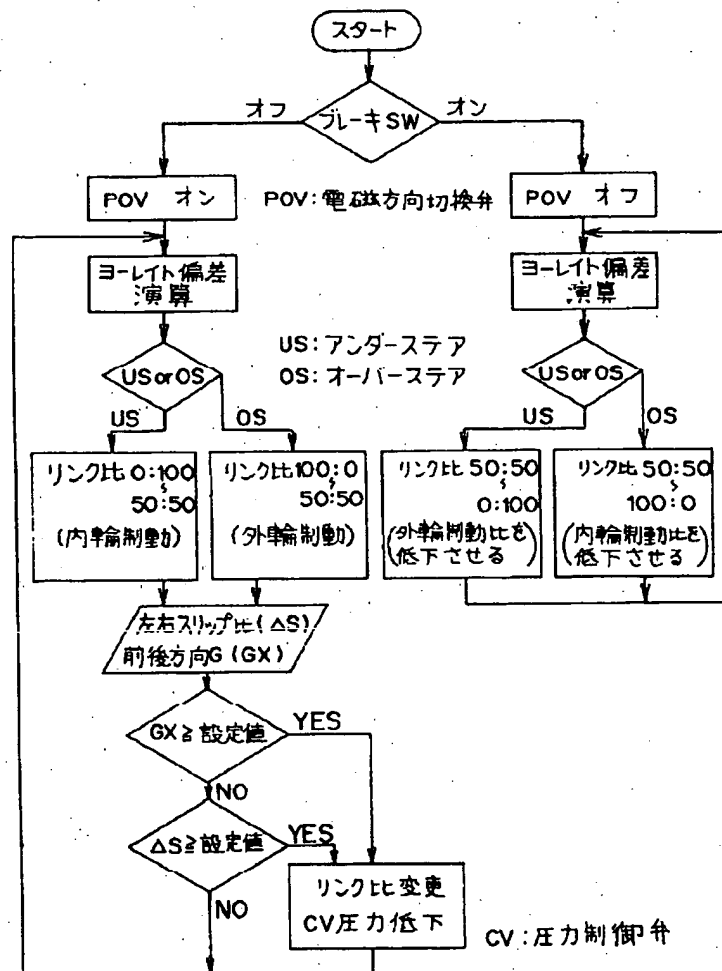 スタート
オフ
ブレーキSW
オン
POV オン
POV:電磁方向切換弁
POV オフ
ヨーレイト偏差
演算
ヨーレイト偏差
演算
US:アンダーステア
OS:オーバーステア
USorOS
USorOS
US
OS
US
OS
リンク比0:100
~
50:50
(内輪制動)
リンク比100:0
~
50:50
(外輪制動)
リンク比50:50
~
0:100
(外輪制動比を
低下させる)
リンク比50:50
~
100:0
(内輪制動比を
低下させる)
左右スリップ比(△S)
前後方向G(GX)
GX≧設定値
YES
NO
△S≧設定値
YES
NO
リンク比変更
CV圧力低下
CV:圧力制御弁